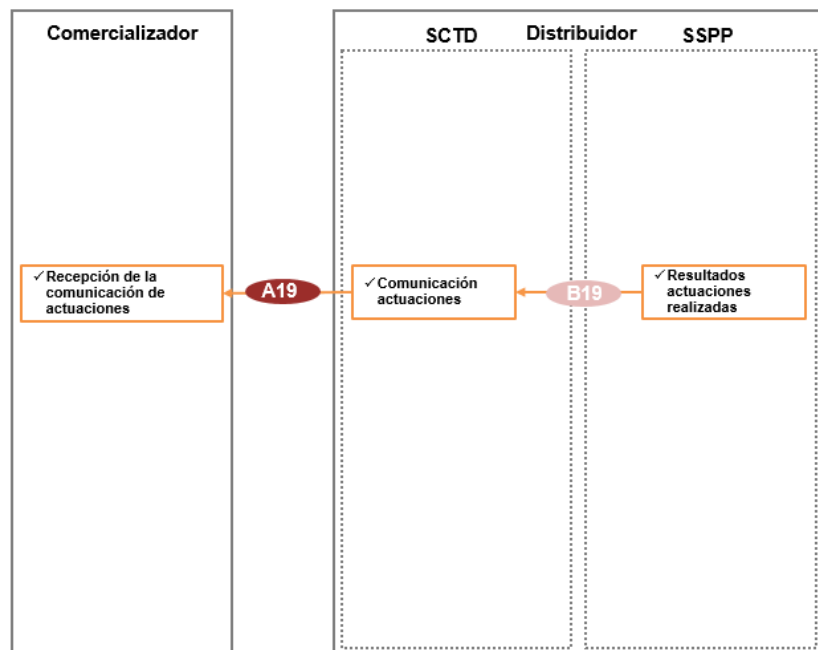 Comercializador
Distribuidor
SCTD
SSPP
✓Recepción de la
comunicación de
actuaciones
A19
✓Comunicación
actuaciones
B19
✓Resultados
actuaciones
realizadas